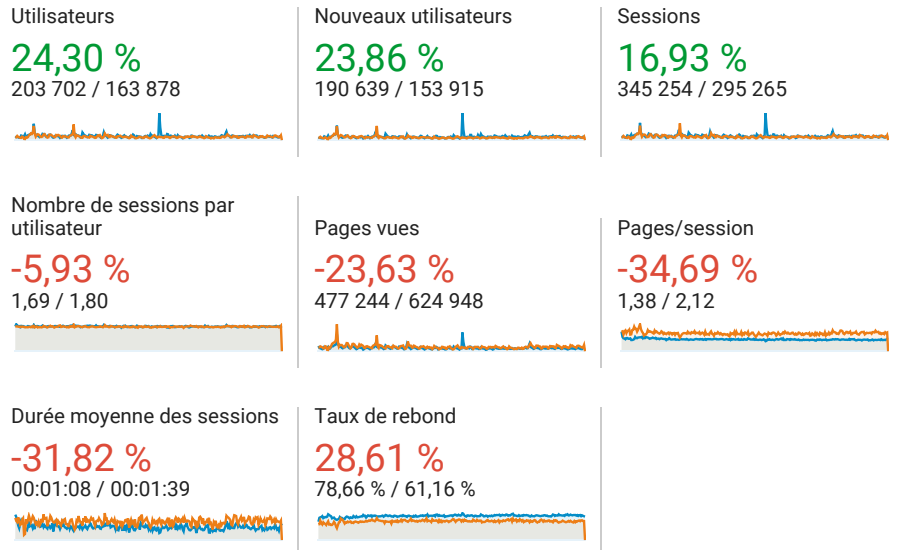 Utilisateurs
24,30 %
203 702 / 163 878
Nouveaux utilisateurs
23,86 %
190 639 / 153 915
Sessions
16,93 %
345 254 / 295 265
Nombre de sessions par
utilisateur
-5,93 %
1,69 / 1,80
Pages vues
-23,63 %
477 244 / 624 948
Pages/session
-34,69 %
1,38 / 2,12
Durée moyenne des sessions
-31,82 %
00:01:08 / 00:01:39
Taux de rebond
28,61 %
78,66 % / 61,16 %